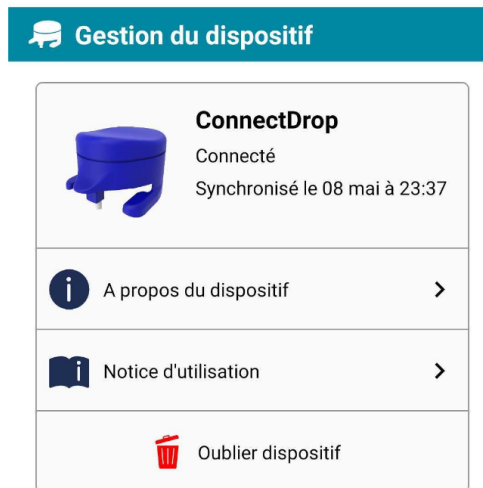 Gestion du dispositif
ConnectDrop
Connecté
Synchronisé le 08 mai à 23:37
A propos du dispositif
Notice d'utilisation
Oublier dispositif